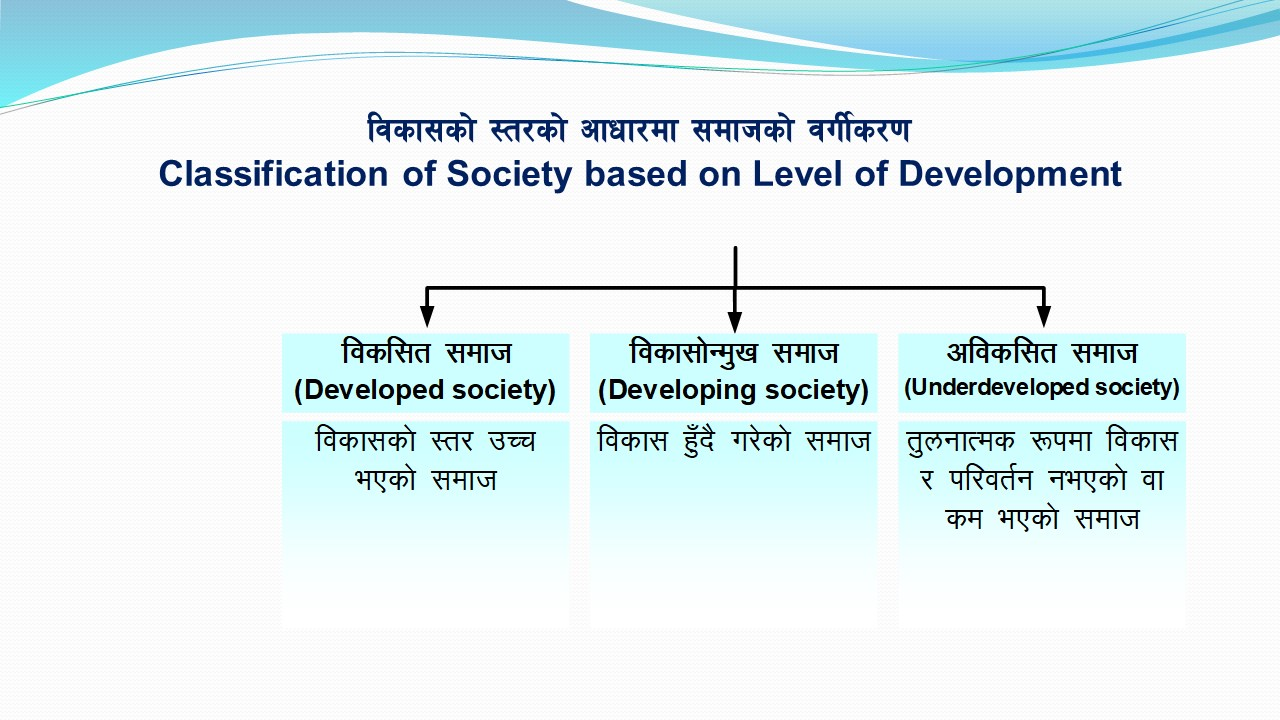 विकासको स्तरको आधारमा समाजको वर्गीकरण
Classification of Society based on Level of Development
विकसित समाज
(Developed society)
विकासको स्तर उच्च
भएको समाज
विकासोन्मुख समाज
(Developing society)
विकास हुँदै गरेको समाज
अविकसित समाज
(Underdeveloped society)
तुलनात्मक रूपमा विकास
र परिवर्तन नभएको वा
कम भएको समाज